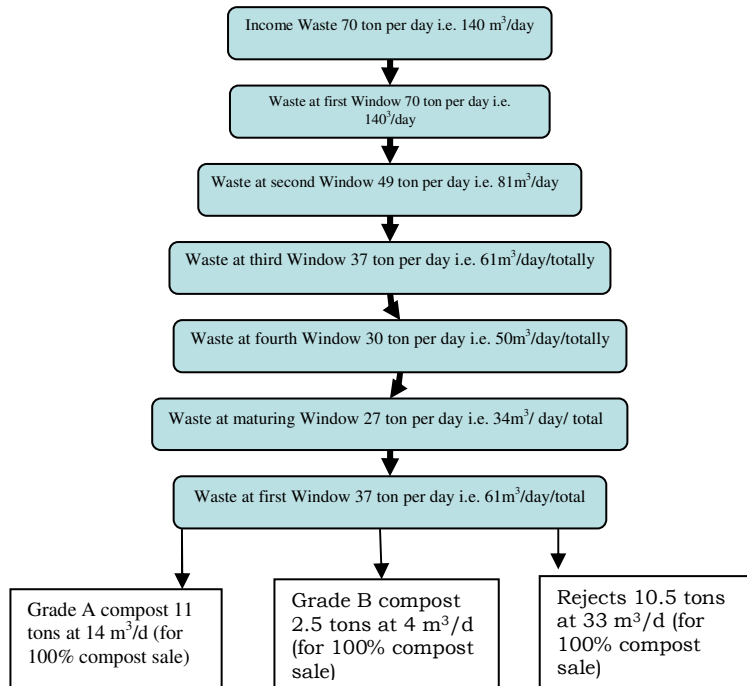 Income Waste 70 ton per day i.e. 140 m³/day
Waste at first Window 70 ton per day i.e.
140³/day
Waste at second Window 49 ton per day i.e. 81m³/day
Waste at third Window 37 ton per day i.e. 61m³/day/totally
Waste at fourth Window 30 ton per day i.e. 50m³/day/totally
Waste at maturing Window 27 ton per day i.e. 34m³/ day/ total
Waste at first Window 37 ton per day i.e. 61m³/day/total
Grade A compost 11
tons at 14 m³/d (for
100% compost sale)
Grade B compost
2.5 tons at 4 m³/d
(for 100% compost
sale)
Rejects 10.5 tons
at 33 m³/d (for
100% compost
sale)